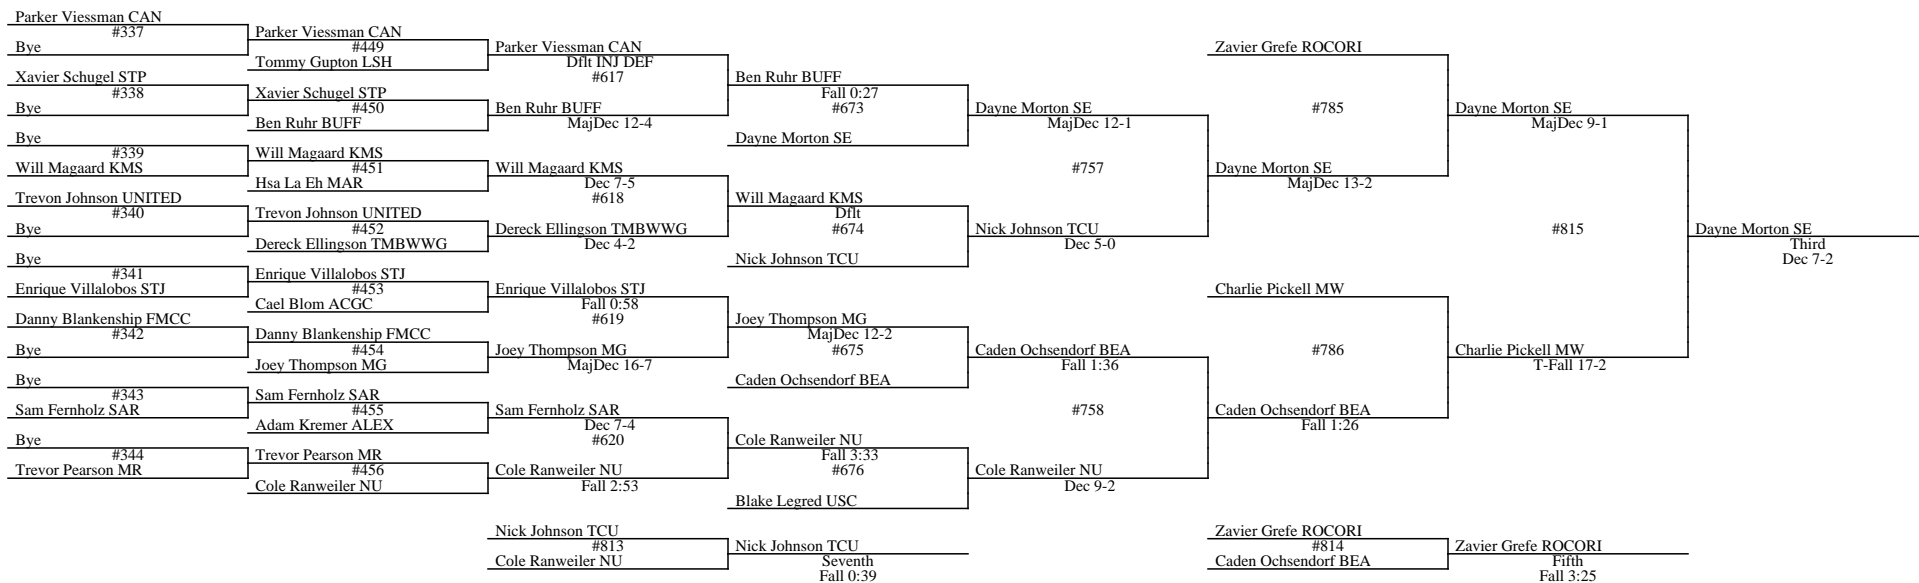 Parker Viessman CAN
#337
Bye
Xavier Schugel STP
#338
Bye
Bye
#339
Will Magaard KMS
Trevon Johnson UNITED
#340
Bye
Bye
#341
Enrique Villalobos STJ
Danny Blankenship FMCC
#342
Bye
Bye
#343
Sam Fernholz SAR
Bye
#344
Trevor Pearson MR
Parker Viessman CAN
#449
Tommy Gupton LSH
Xavier Schugel STP
#450
Ben Ruhr BUFF
Will Magaard KMS
#451
Hsa La Eh MAR
Trevon Johnson UNITED
#452
Dereck Ellingson TMBWWG
Enrique Villalobos STJ
#453
Cael Blom ACGC
Danny Blankenship FMCC
#454
Joey Thompson MG
Sam Fernholz SAR
#455
Adam Kremer ALEX
Trevor Pearson MR
#456
Cole Ranweiler NU
Parker Viessman CAN
Dflt INJ DEF
#617
Ben Ruhr BUFF
MajDec 12-4
Will Magaard KMS
Dec 7-5
#618
Dereck Ellingson TMBWWG
Dec 4-2
Enrique Villalobos STJ
Fall 0:58
#619
Joey Thompson MG
MajDec 16-7
Sam Fernholz SAR
Dec 7-4
#620
Cole Ranweiler NU
Fall 2:53
Ben Ruhr BUFF
Fall 0:27
#673
Dayne Morton SE
Will Magaard KMS
Dflt
#674
Nick Johnson TCU
Joey Thompson MG
MajDec 12-2
#675
Caden Ochsendorf BEA
Cole Ranweiler NU
Fall 3:33
#676
Blake Legred USC
Dayne Morton SE
MajDec 12-1
#757
Nick Johnson TCU
Dec 5-0
Caden Ochsendorf BEA
Fall 1:36
#758
Cole Ranweiler NU
Dec 9-2
Zavier Grefe ROCORI
#785
Dayne Morton SE
MajDec 13-2
Charlie Pickell MW
#786
Caden Ochsendorf BEA
Fall 1:26
Dayne Morton SE
MajDec 9-1
#815
Charlie Pickell MW
T-Fall 17-2
Dayne Morton SE
Third
Dec 7-2
Nick Johnson TCU
#813
Cole Ranweiler NU
Nick Johnson TCU
Seventh
Fall 0:39
Zavier Grefe ROCORI
#814
Caden Ochsendorf BEA
Zavier Grefe ROCORI
Fifth
Fall 3:25